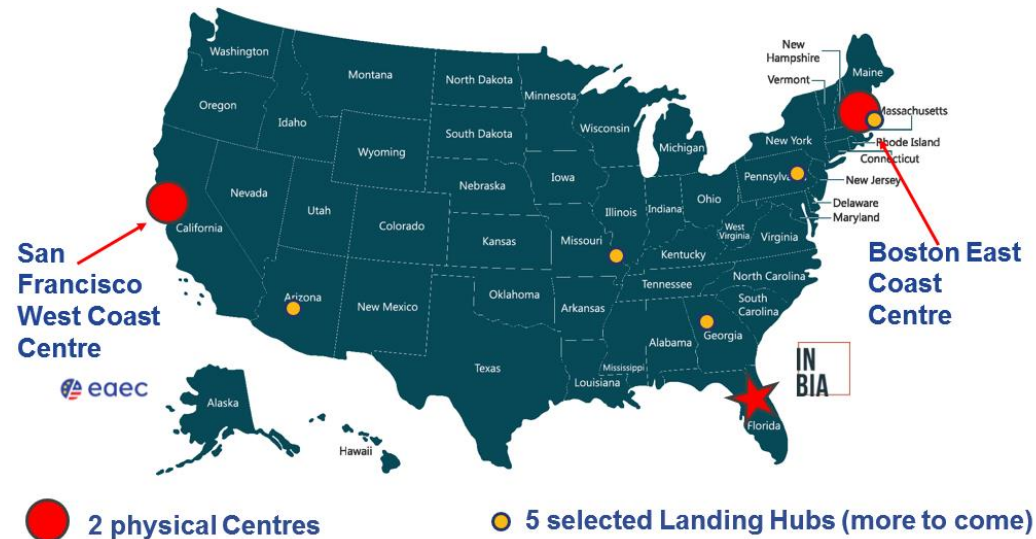 Washington
Montana
North Dakota
Minnesota
New
Hampshire
Vermont
Maine
Oregon
Idaho
South Dakota
Wisconsin
Michigan
New York
Massachusetts
Rhode Island
Connecticut
Wyoming
Nebraska
Iowa
Pennsylv
New Jersey
Nevada
Utah
Colorado
Illinois
Indiana
Ohio
Delaware
Maryland
California
Kansas
Missouri
West
Virginia
Virginia
Kentucky
San
Francisco
West Coast
Centre
Boston East
Coast
Centre
Arizona
New Mexico
Oklahoma
Arkansas
Tennessee
North Carolina
South
Carolina
Texas
Louisiana
Mississippi
Alabama
Georgia
IN
BIA
eaec
Alaska
Hawaii
Florida
2 physical Centres
5 selected Landing Hubs (more to come)